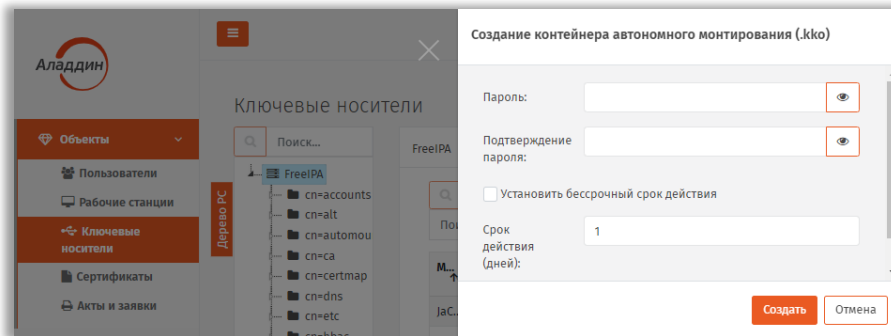 Аладдин
Объекты
Пользователи
Рабочие станции
Ключевые
носители
Сертификаты
Акты и заявки
Ключевые носители
Поиск...
Дерево РС
FreeIPA
cn=accounts
cn=alt
cn=automou
cn=ca
cn=certmap
cn=dns
cn=etc
FreeIPA
М...
JaC.
Создание контейнера автономного монтирования (.kko)
Пароль:
Подтверждение
пароля:
Установить бессрочный срок действия
Срок
действия
(дней):
1
Создать
Отмена